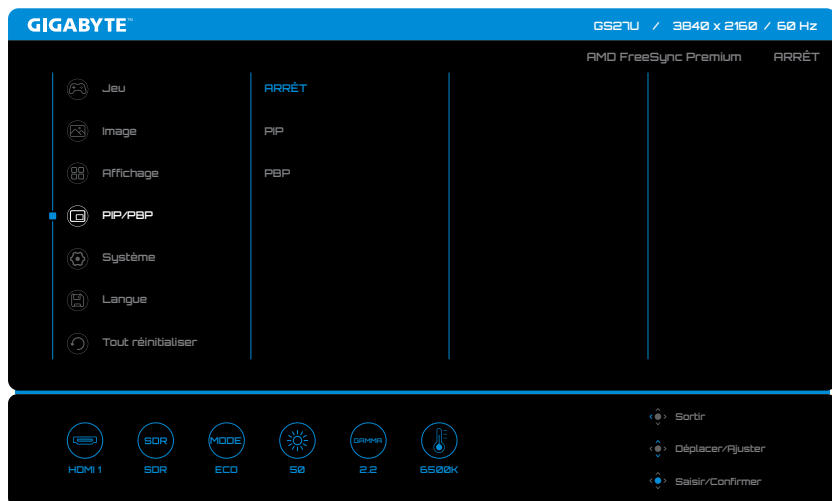 GIGABYTE™ GS27U / 3840 x 2160 / 60 Hz
AMD FreeSync Premium ARRÊT
Jeu ARRÊT
Image PIP
Affichage PBP
PIP/PBP
Système
Langue
Tout réinitialiser
SDR MODE GAMMA
HDMI 1 SDR ECO 50 2.2 6500K
Sortir
Déplacer/Ajuster
Saisir/Confirmer